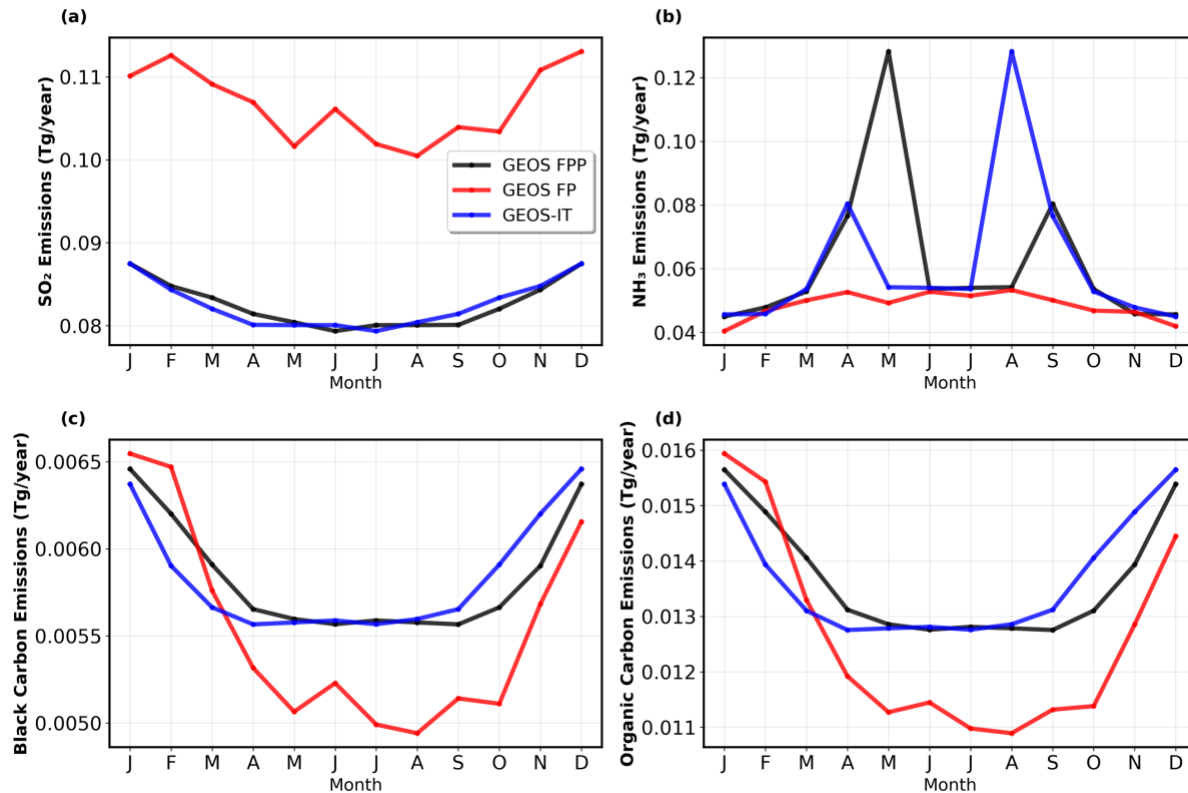 (a)
SO₂ Emissions (Tg/year)
0.11
0.10
0.09
0.08
GEOS FPP
GEOS FP
GEOS-IT
J F M A M J J A S O N D
Month
(b)
NH₃ Emissions (Tg/year)
0.12
0.10
0.08
0.06
0.04
J F M A M J J A S O N D
Month
(c)
Black Carbon Emissions (Tg/year)
0.0065
0.0060
0.0055
0.0050
J F M A M J J A S O N D
Month
(d)
Organic Carbon Emissions (Tg/year)
0.016
0.015
0.014
0.013
0.012
0.011
J F M A M J J A S O N D
Month